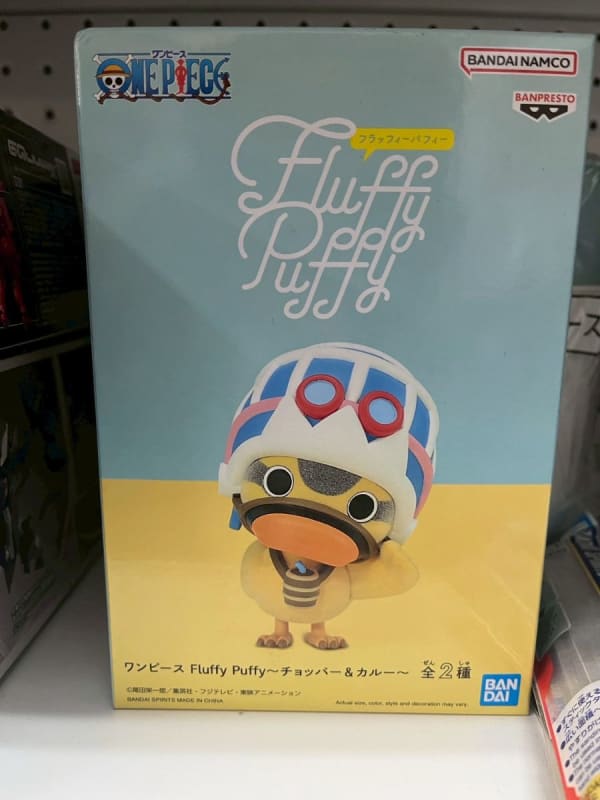 ワンピース
ONE PIECE
BANDAI NAMCO
BANPRESTO
フラッフィーパフィー
Fluffy
Puffy
ワンピース Fluffy Puffy～チョッパー＆カルー～ 全2種
ぜん しゅ
©尾田栄一郎／集英社・フジテレビ・東映アニメーション
BANDAI SPIRITS MADE IN CHINA
Actual size, color, style and decoration may vary.
BAN
DAI